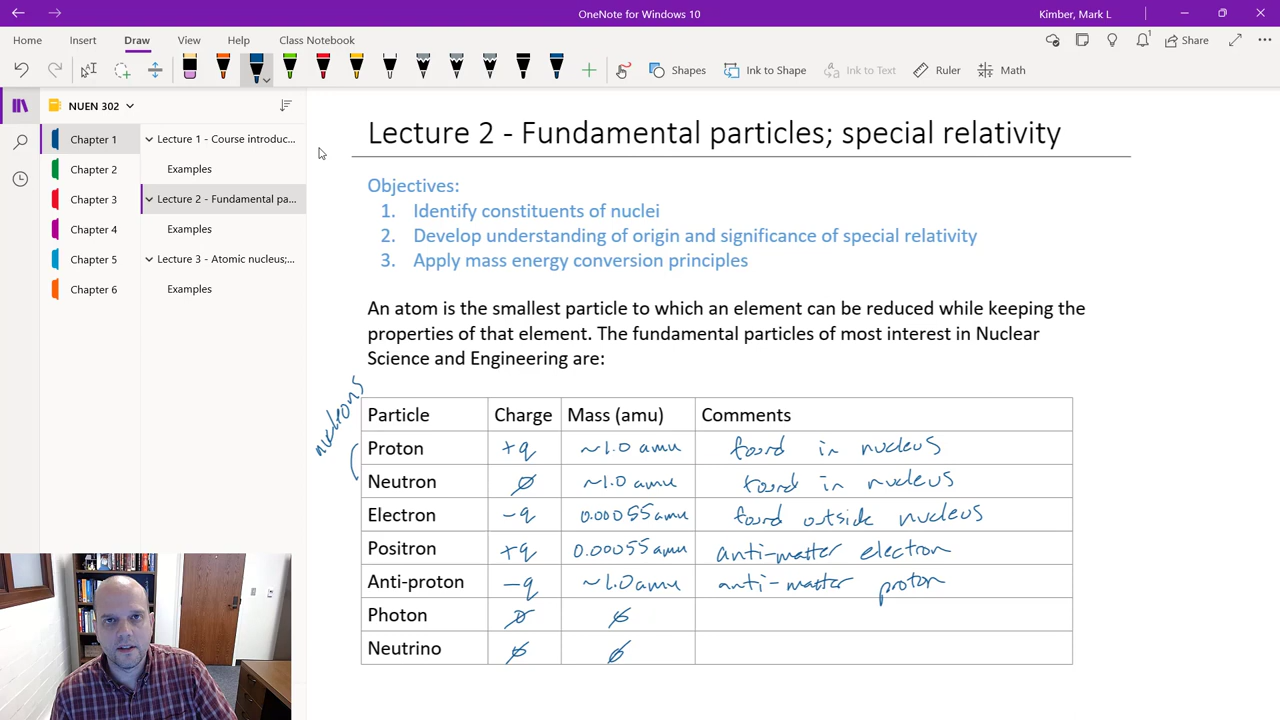 OneNote for Windows 10
Kimber, Mark L
Home Insert Draw View Help Class Notebook
Share
Shapes Ink to Shape Ink to Text Ruler Math
NUEN 302
Chapter 1
Chapter 2
Chapter 3
Chapter 4
Chapter 5
Chapter 6
Lecture 1 - Course introduc...
Examples
Lecture 2 - Fundamental pa...
Examples
Lecture 3 - Atomic nucleus;...
Examples
Lecture 2 - Fundamental particles; special relativity
Objectives:
1. Identify constituents of nuclei
2. Develop understanding of origin and significance of special relativity
3. Apply mass energy conversion principles
An atom is the smallest particle to which an element can be reduced while keeping the
properties of that element. The fundamental particles of most interest in Nuclear
Science and Engineering are:
nucleons
Particle Charge Mass (amu) Comments
Proton +q ~1.0 amu found in nucleus
Neutron 0 ~1.0 amu found in nucleus
Electron -q 0.00055 amu found outside nucleus
Positron +q 0.00055 amu anti-matter electron
Anti-proton -q ~1.0 amu anti-matter proton
Photon 0 0
Neutrino 0 0